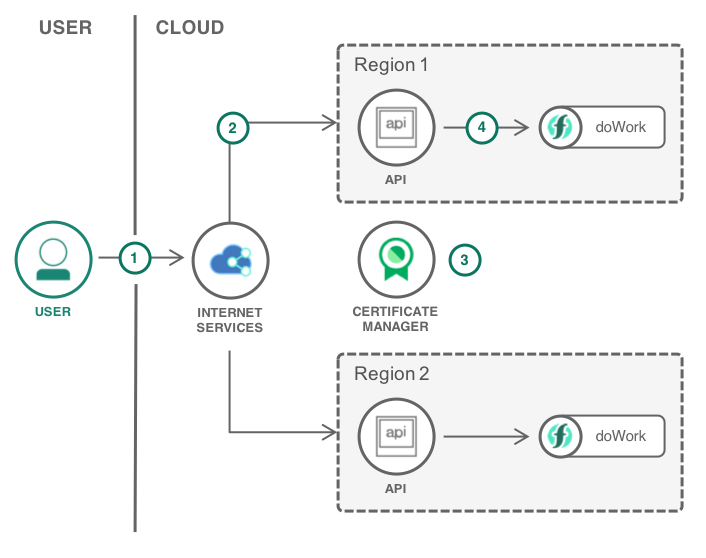 USER
CLOUD
Region 1
api
API
2
4
doWork
1
USER
INTERNET
SERVICES
CERTIFICATE
MANAGER
3
Region 2
api
API
doWork